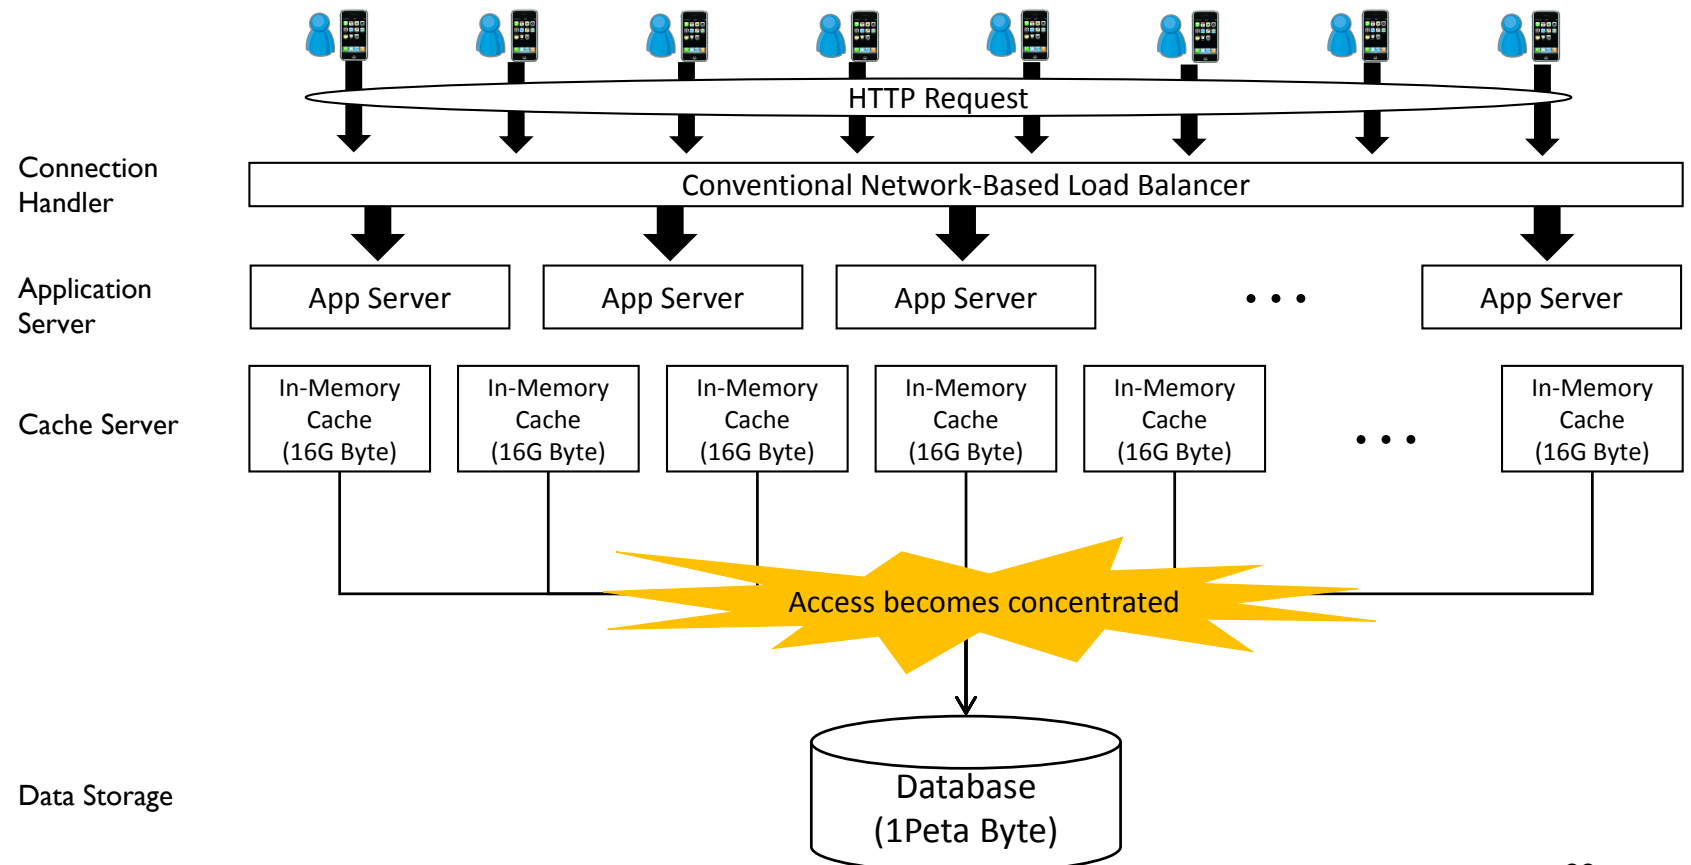 HTTP Request
Connection
Handler
Conventional Network-Based Load Balancer
Application
Server
App Server
App Server
App Server
• • •
App Server
Cache Server
In-Memory
Cache
(16G Byte)
In-Memory
Cache
(16G Byte)
In-Memory
Cache
(16G Byte)
In-Memory
Cache
(16G Byte)
In-Memory
Cache
(16G Byte)
• • •
In-Memory
Cache
(16G Byte)
Access becomes concentrated
Data Storage
Database
(1Peta Byte)